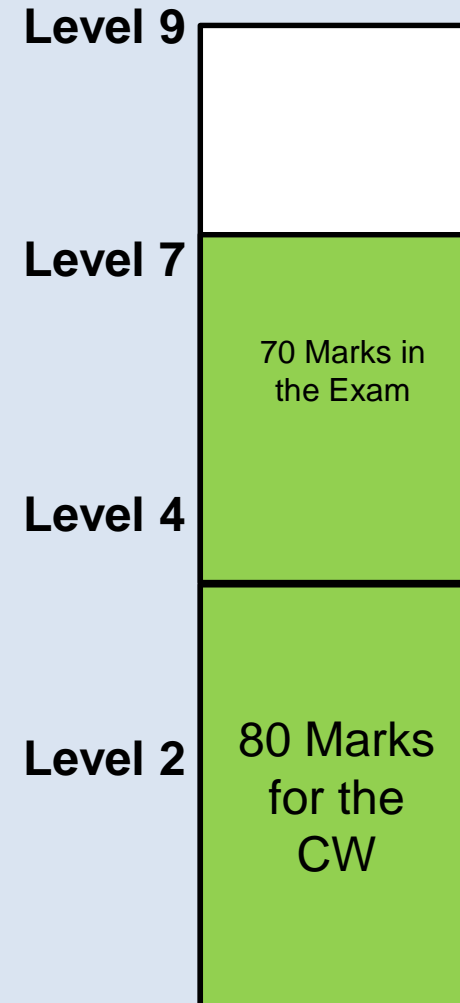 Level 9
Level 7
70 Marks in
the Exam
Level 4
Level 2
80 Marks
for the
CW